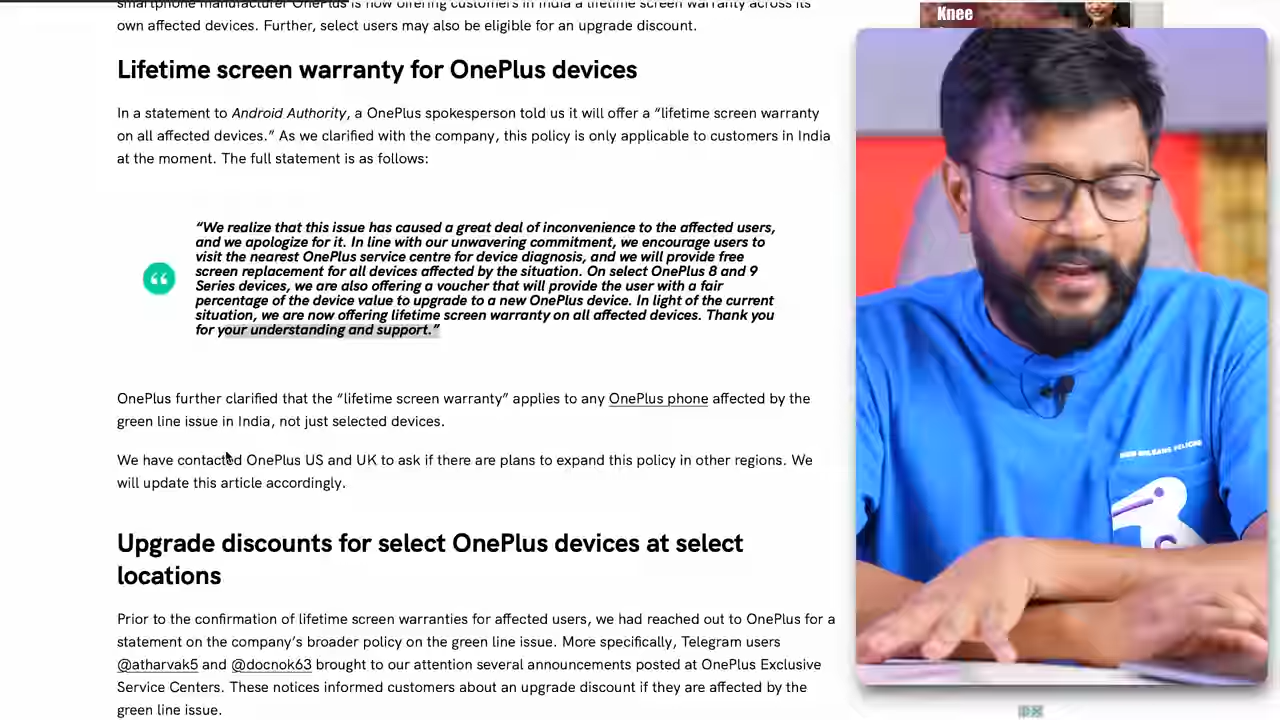 smartphone manufacturer OnePlus is now offering customers in India a lifetime screen warranty across its
own affected devices. Further, select users may also be eligible for an upgrade discount.
Lifetime screen warranty for OnePlus devices
In a statement to Android Authority, a OnePlus spokesperson told us it will offer a “lifetime screen warranty
on all affected devices.” As we clarified with the company, this policy is only applicable to customers in India
at the moment. The full statement is as follows:
“We realize that this issue has caused a great deal of inconvenience to the affected users,
and we apologize for it. In line with our unwavering commitment, we encourage users to
visit the nearest OnePlus service centre for device diagnosis, and we will provide free
screen replacement for all devices affected by the situation. On select OnePlus 8 and 9
Series devices, we are also offering a voucher that will provide the user with a fair
percentage of the device value to upgrade to a new OnePlus device. In light of the current
situation, we are now offering lifetime screen warranty on all affected devices. Thank you
for your understanding and support.”
OnePlus further clarified that the “lifetime screen warranty” applies to any OnePlus phone affected by the
green line issue in India, not just selected devices.
We have contacted OnePlus US and UK to ask if there are plans to expand this policy in other regions. We
will update this article accordingly.
Upgrade discounts for select OnePlus devices at select
locations
Prior to the confirmation of lifetime screen warranties for affected users, we had reached out to OnePlus for a
statement on the company’s broader policy on the green line issue. More specifically, Telegram users
@atharvak5 and @docnok63 brought to our attention several announcements posted at OnePlus Exclusive
Service Centers. These notices informed customers about an upgrade discount if they are affected by the
green line issue.
Knee